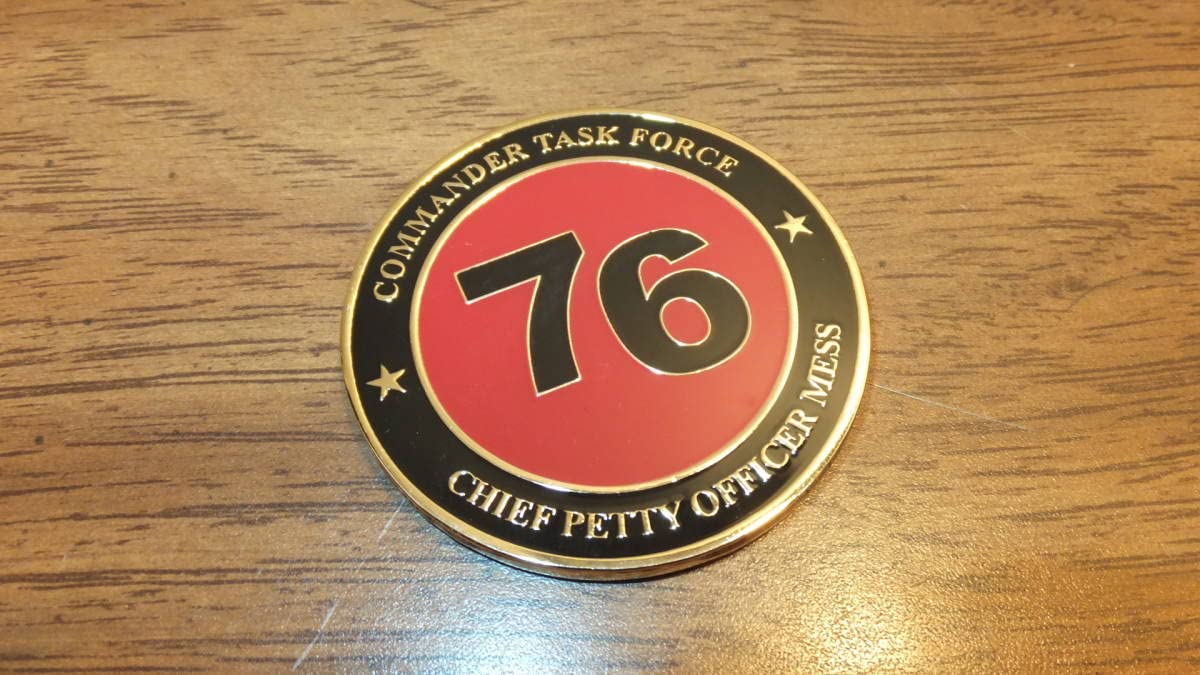 COMMANDER TASK FORCE
76
CHIEF PETTY OFFICER MESS